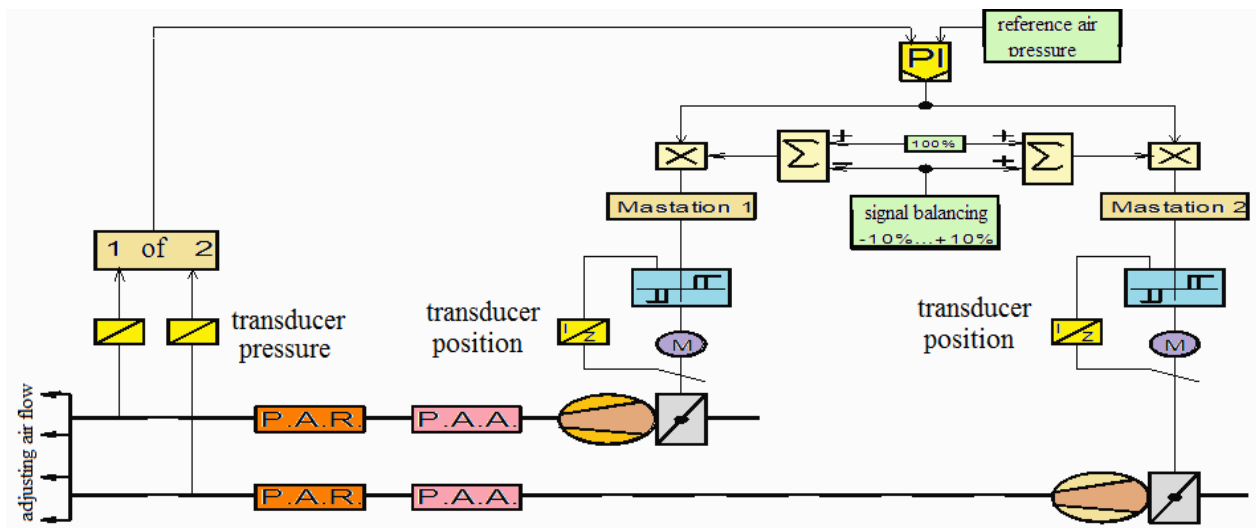 reference air
pressure
PI
+
100%
+
Σ
Σ
−
+
Mastation 1
signal balancing
-10%...+10%
Mastation 2
1 of 2
transducer
pressure
transducer
position
I
Z
M
transducer
position
I
Z
M
adjusting air flow
P.A.R.
P.A.A.
P.A.R.
P.A.A.